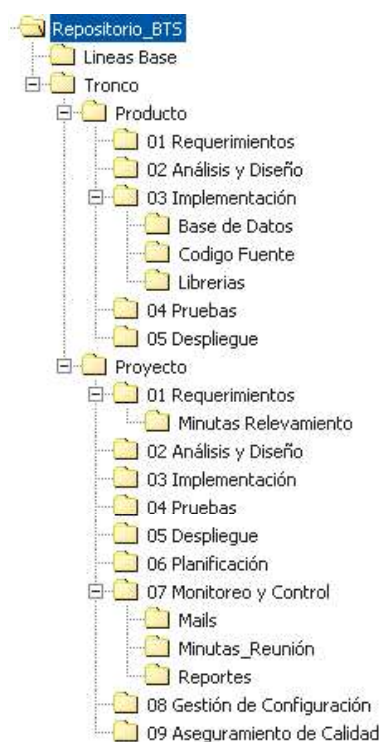 Repositorio_BTS
Lineas Base
Tronco
Producto
01 Requerimientos
02 Análisis y Diseño
03 Implementación
Base de Datos
Codigo Fuente
Librerias
04 Pruebas
05 Despliegue
Proyecto
01 Requerimientos
Minutas Relevamiento
02 Análisis y Diseño
03 Implementación
04 Pruebas
05 Despliegue
06 Planificación
07 Monitoreo y Control
Mails
Minutas_Reunión
Reportes
08 Gestión de Configuración
09 Aseguramiento de Calidad